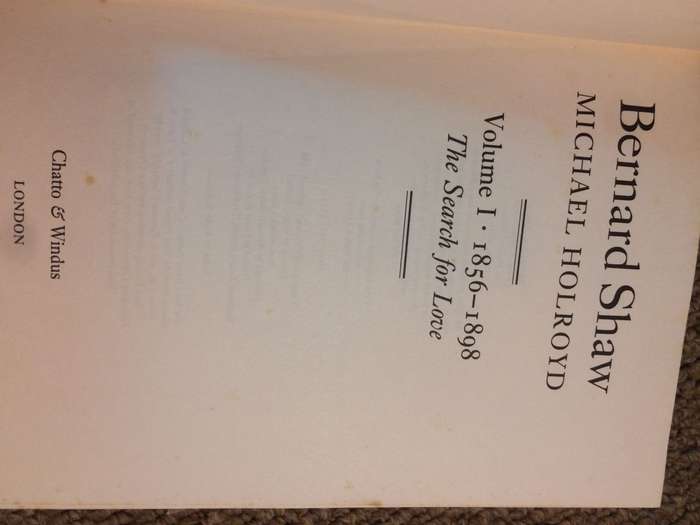 Bernard Shaw
MICHAEL HOLROYD
Volume I · 1856–1898
The Search for Love
Chatto & Windus
LONDON